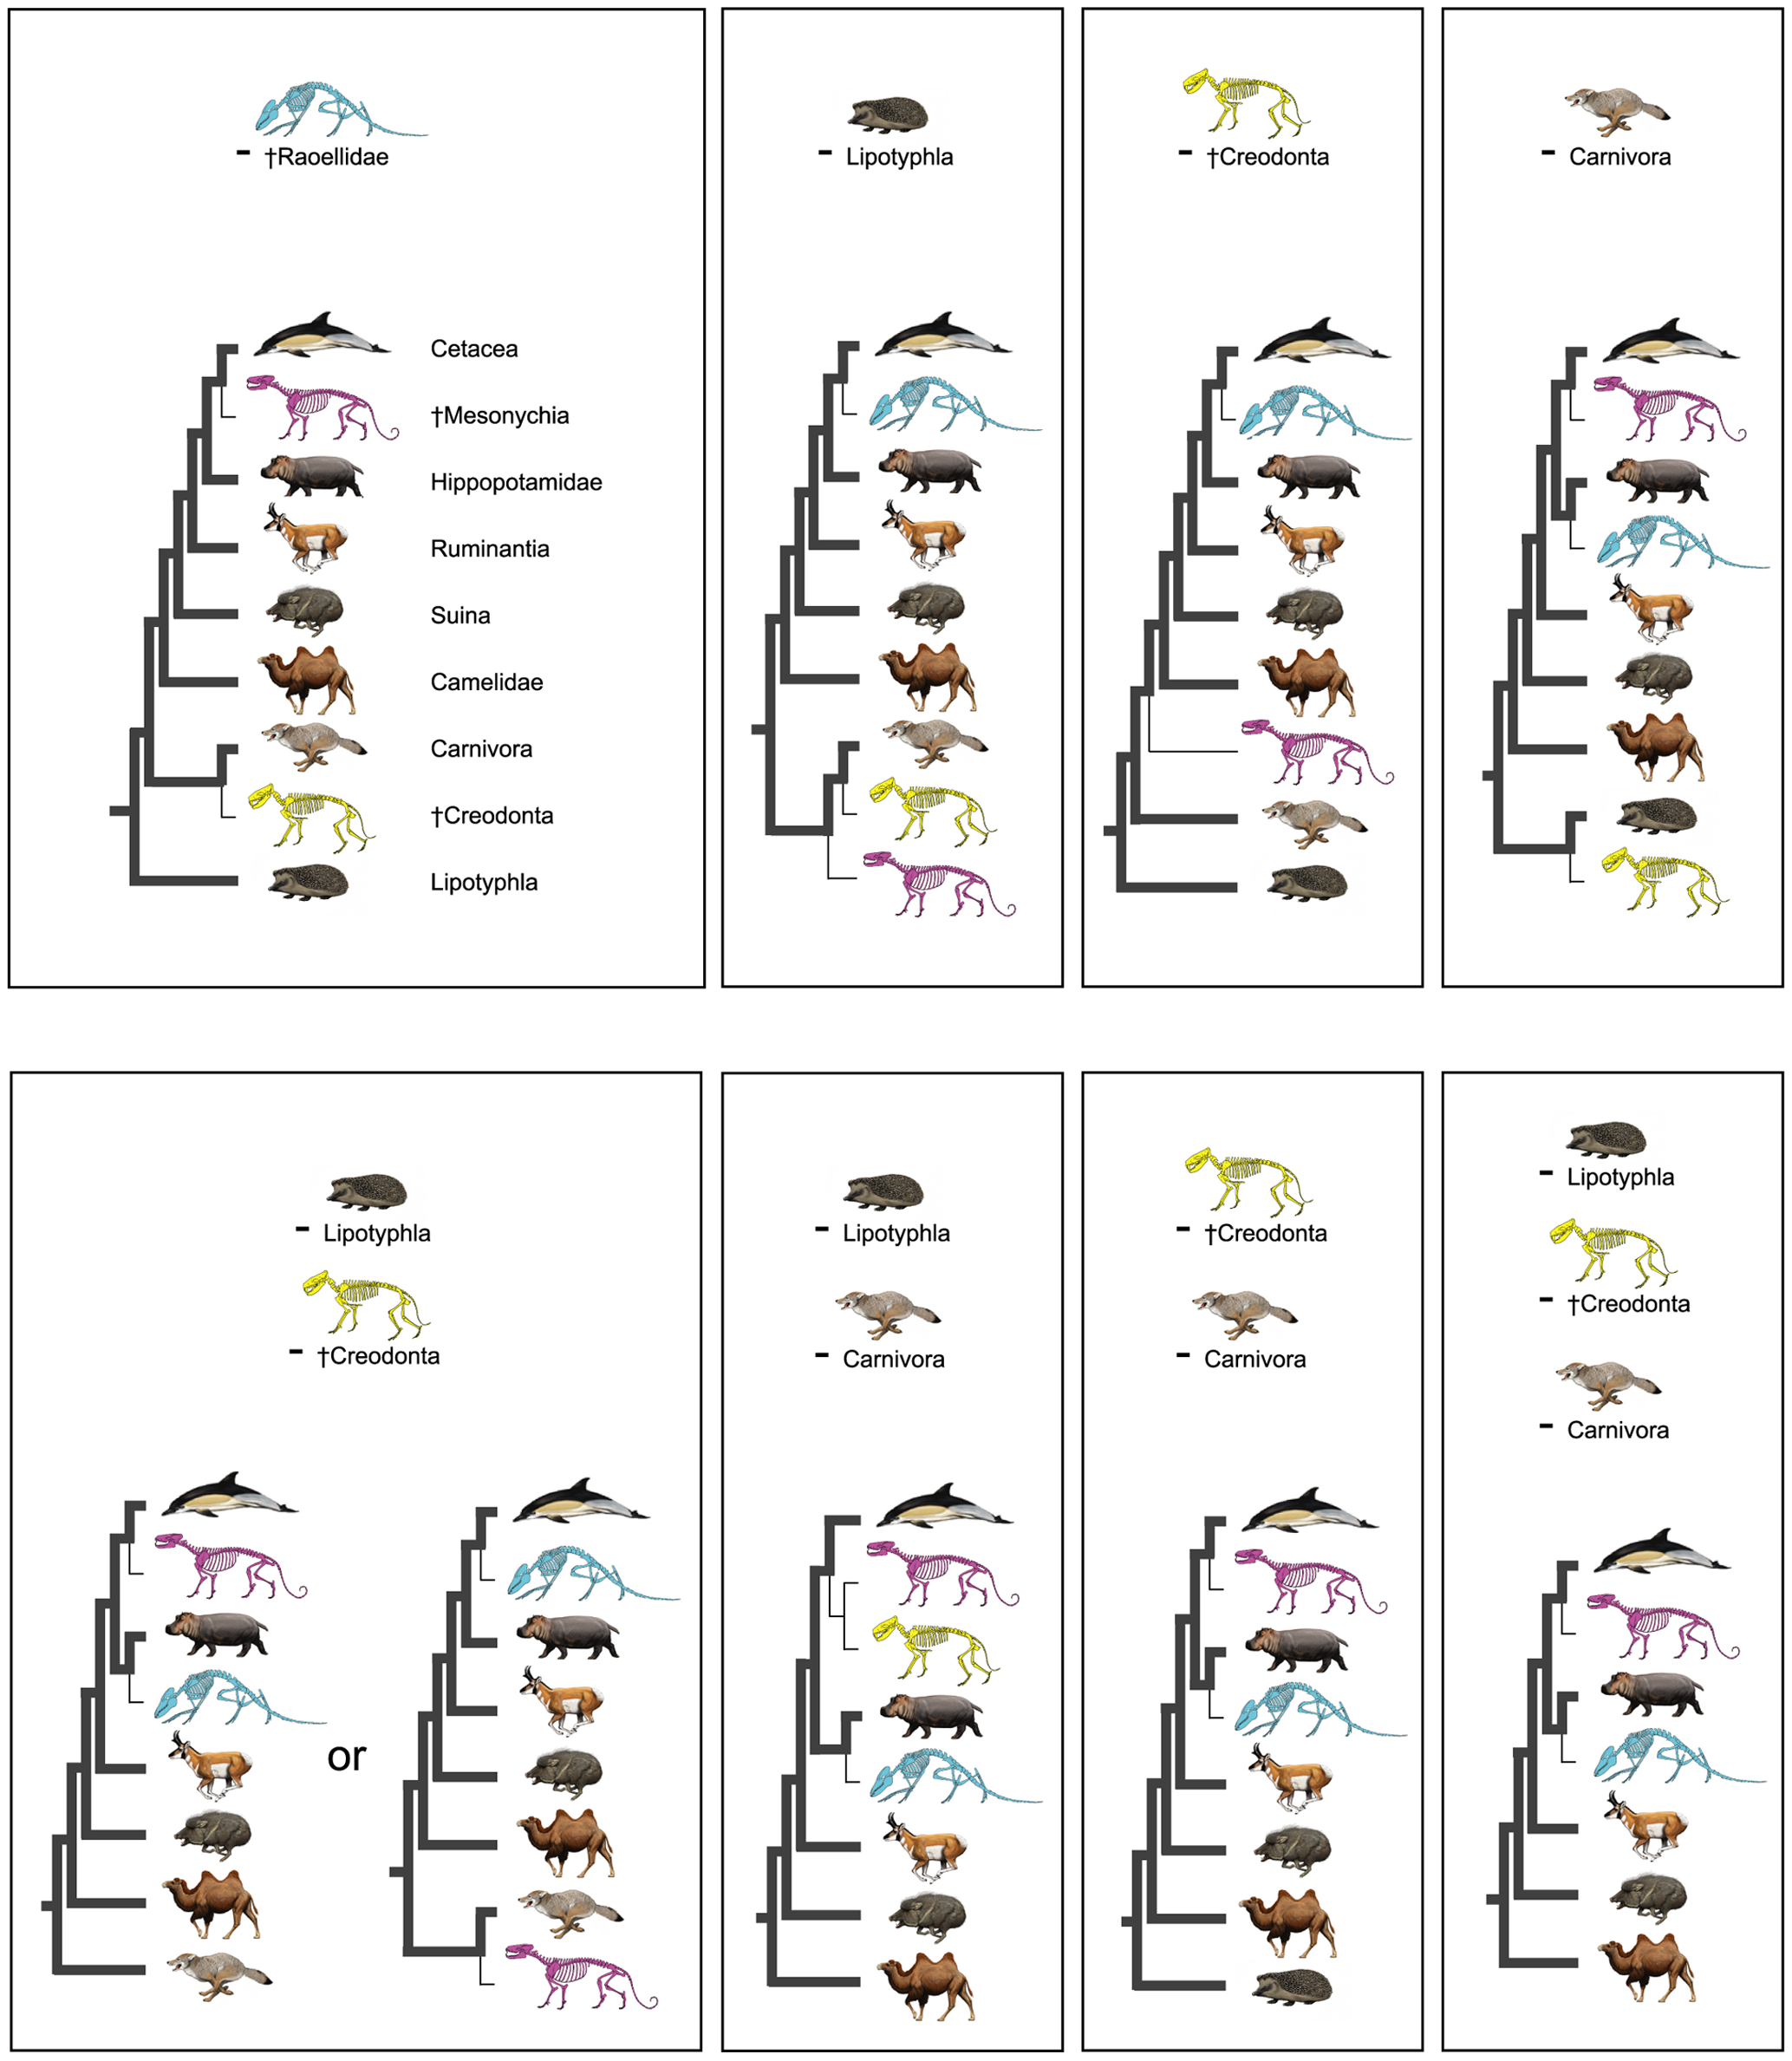 - †Raoellidae
- Lipotyphla
- †Creodonta
- Carnivora
Cetacea
†Mesonychia
Hippopotamidae
Ruminantia
Suina
Camelidae
Carnivora
†Creodonta
Lipotyphla
- Lipotyphla
- †Creodonta
or
- Lipotyphla
- Carnivora
- †Creodonta
- Carnivora
- Lipotyphla
- †Creodonta
- Carnivora